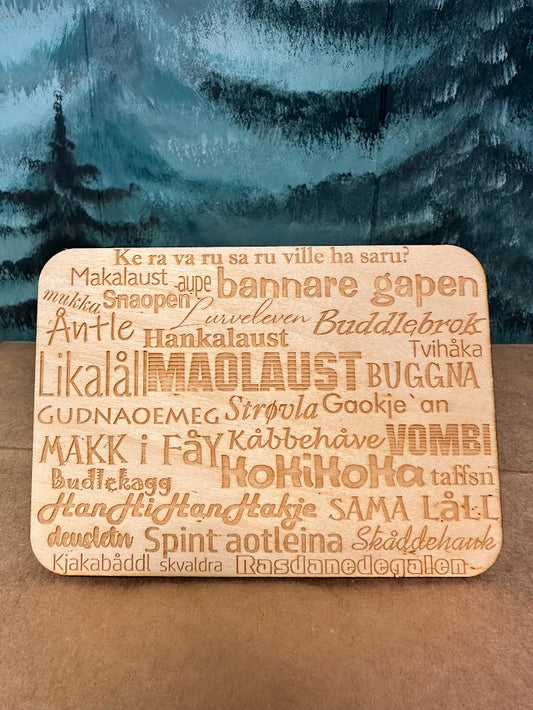 Ke ra va ru sa ru ville ha saru?
Makalaust aupe bannare gapen
mukka Snaopen Lurveleven Buddlebrok
Åntle Hankalaust Tvihåka
Likalåll MAOLAUST BUGGNA
GUDNAOEMEG Strøvla Gaokje`an
MAKK i FÅY Kåbbehåve VOMBI
Budlekagg HoHiHoHa taffsn
HanHiHanHakje SAMA LÅLL
deusletn Spint aotleina Skåddehauk
Kjakabåddl skvaldra Rasdanedegalen